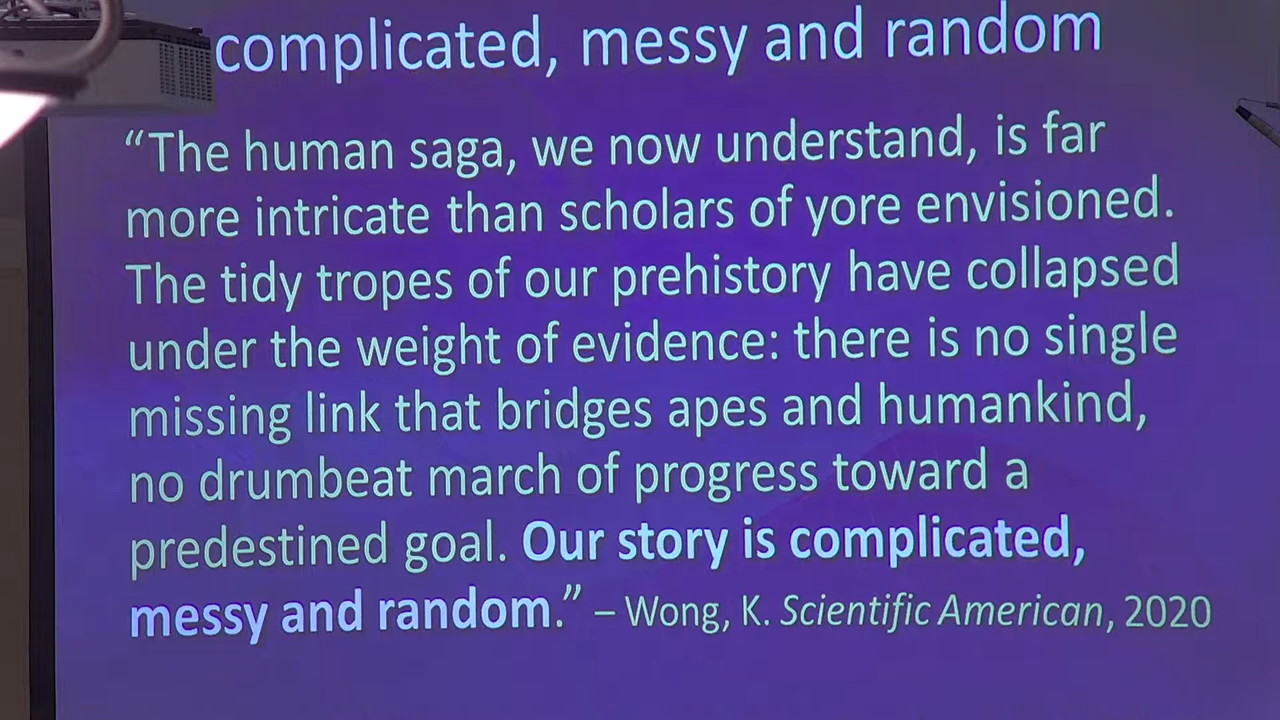 complicated, messy and random
“The human saga, we now understand, is far
more intricate than scholars of yore envisioned.
The tidy tropes of our prehistory have collapsed
under the weight of evidence: there is no single
missing link that bridges apes and humankind,
no drumbeat march of progress toward a
predestined goal. Our story is complicated,
messy and random.” – Wong, K. Scientific American, 2020